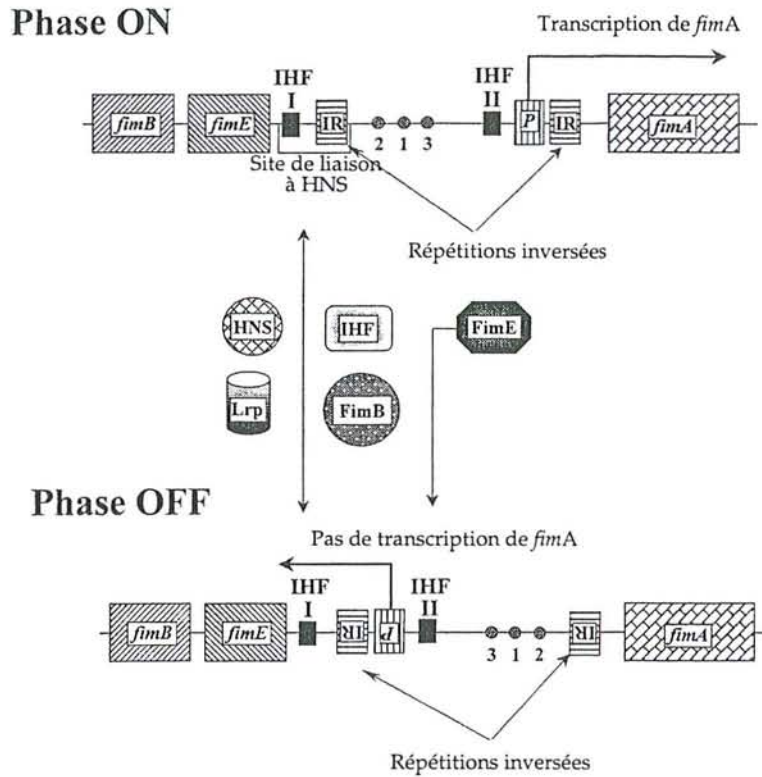 Phase ON
Transcription de fimA
IHF
I
IHF
II
fimB
fimE
IR
2
1
3
P
IR
fimA
Site de liaison
à HNS
Répétitions inversées
HNS
IHF
FimE
Lrp
FimB
Phase OFF
Pas de transcription de fimA
IHF
I
IHF
II
fimB
fimE
IR
P
3
1
2
IR
fimA
Répétitions inversées